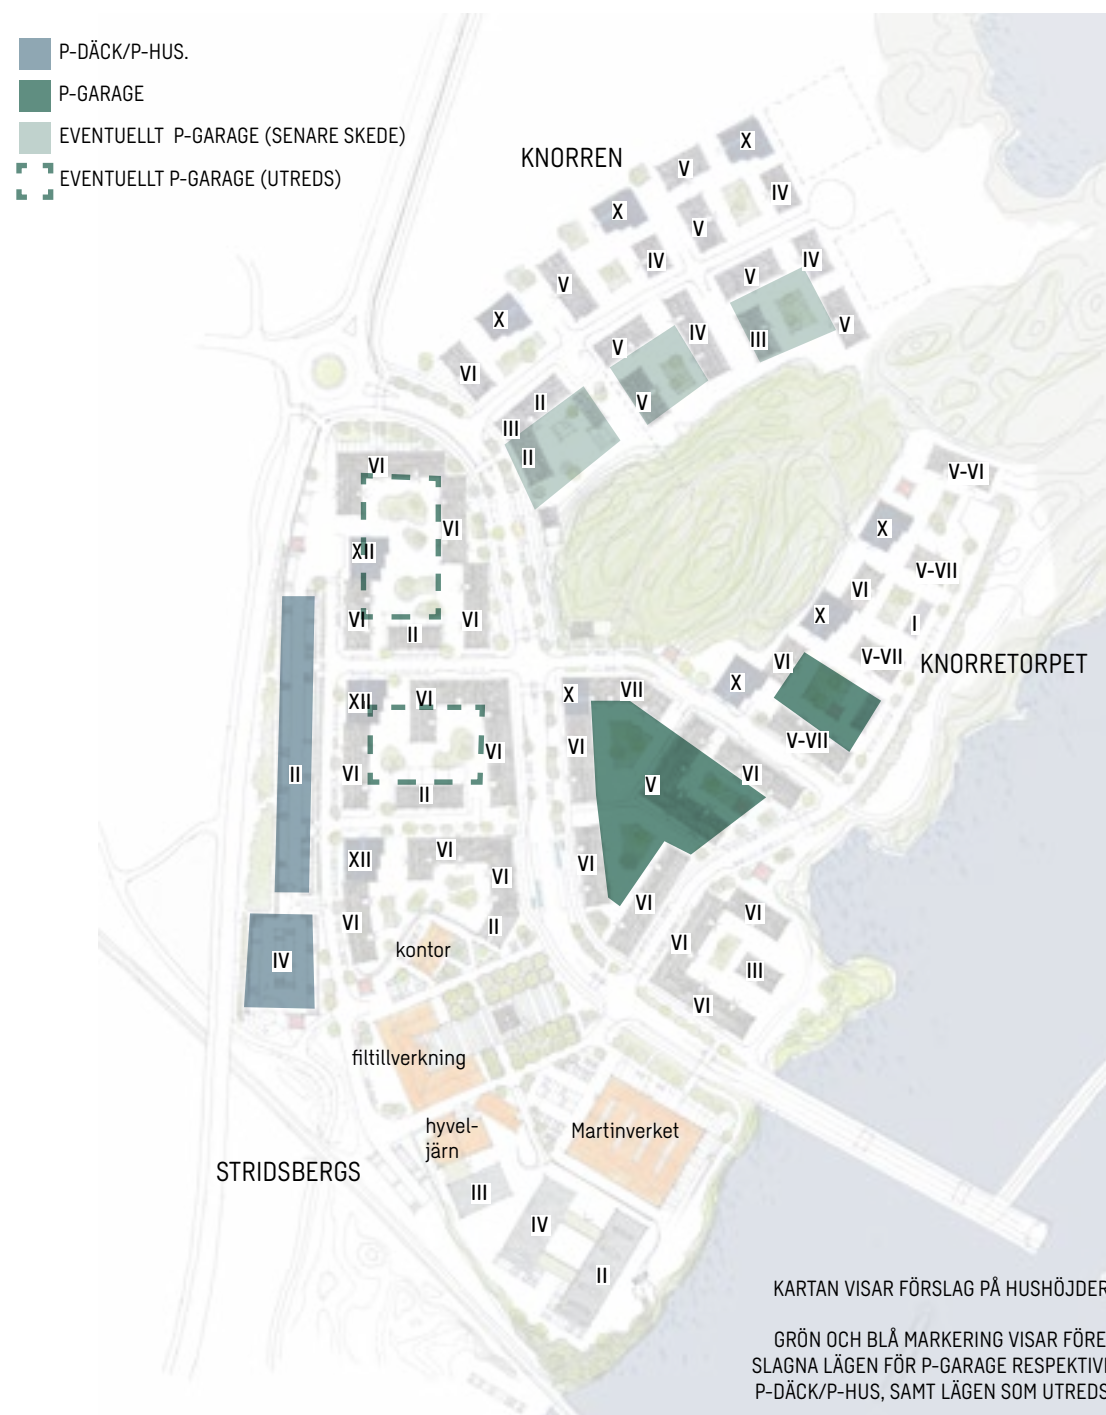 P-DÄCK/P-HUS.
P-GARAGE
EVENTUELLT P-GARAGE (SENARE SKEDE)
EVENTUELLT P-GARAGE (UTREDS)
KNORREN
X
V
IV
X
V
IV
V
IV
V
X
V
III
V
IV
V
VI
V
II
III
II
VI
V-VI
VI
X
XII
V-VII
VI
X
I
VI
VI
II
V-VII
VI
KNORRETORPET
X
XII
VI
X
VII
V-VII
VI
VI
II
VI
V
VI
VI
II
XII
VI
VI
VI
VI
VI
VI
II
VI
kontor
IV
III
VI
filtillverkning
hyvel-
järn
Martinverket
STRIDSBERGS
III
IV
II
KARTAN VISAR FÖRSLAG PÅ HUSHÖJDER
GRÖN OCH BLÅ MARKERING VISAR FÖRE
SLAGNA LÄGEN FÖR P-GARAGE RESPEKTIV
P-DÄCK/P-HUS, SAMT LÄGEN SOM UTREDS